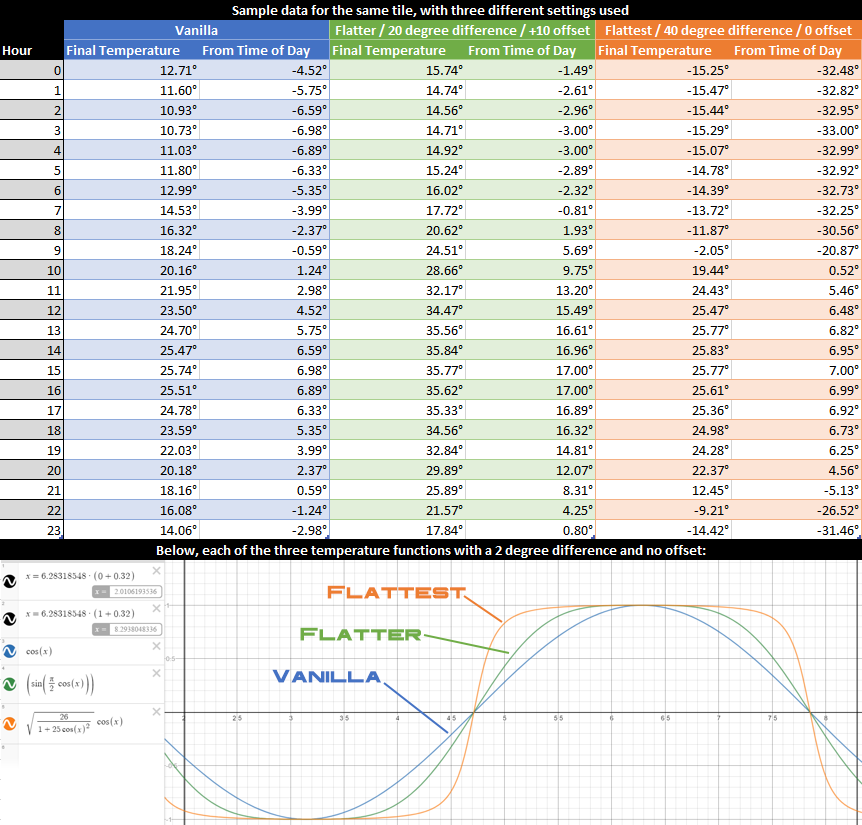 Sample data for the same tile, with three different settings used
Vanilla Flatter / 20 degree difference / +10 offset Flattest / 40 degree difference / 0 offset
Hour Final Temperature From Time of Day Final Temperature From Time of Day Final Temperature From Time of Day
0 12.71° -4.52° 15.74° -1.49° -15.25° -32.48°
1 11.60° -5.75° 14.74° -2.61° -15.47° -32.82°
2 10.93° -6.59° 14.56° -2.96° -15.44° -32.95°
3 10.73° -6.98° 14.71° -3.00° -15.29° -33.00°
4 11.03° -6.89° 14.92° -3.00° -15.07° -32.99°
5 11.80° -6.33° 15.24° -2.89° -14.78° -32.92°
6 12.99° -5.35° 16.02° -2.32° -14.39° -32.73°
7 14.53° -3.99° 17.72° -0.81° -13.72° -32.25°
8 16.32° -2.37° 20.62° 1.93° -11.87° -30.56°
9 18.24° -0.59° 24.51° 5.69° -2.05° -20.87°
10 20.16° 1.24° 28.66° 9.75° 19.44° 0.52°
11 21.95° 2.98° 32.17° 13.20° 24.43° 5.46°
12 23.50° 4.52° 34.47° 15.49° 25.47° 6.48°
13 24.70° 5.75° 35.56° 16.61° 25.77° 6.82°
14 25.47° 6.59° 35.84° 16.96° 25.83° 6.95°
15 25.74° 6.98° 35.77° 17.00° 25.77° 7.00°
16 25.51° 6.89° 35.62° 17.00° 25.61° 6.99°
17 24.78° 6.33° 35.33° 16.89° 25.36° 6.92°
18 23.59° 5.35° 34.56° 16.32° 24.98° 6.73°
19 22.03° 3.99° 32.84° 14.81° 24.28° 6.25°
20 20.18° 2.37° 29.89° 12.07° 22.37° 4.56°
21 18.16° 0.59° 25.89° 8.31° 12.45° -5.13°
22 16.08° -1.24° 21.57° 4.25° -9.21° -26.52°
23 14.06° -2.98° 17.84° 0.80° -14.42° -31.46°
Below, each of the three temperature functions with a 2 degree difference and no offset:
x = 6.28318548 · (0 + 0.32)
x = 2.0106193536
x = 6.28318548 · (1 + 0.32)
x = 8.2938048336
cos(x)
(sin(π/2 cos(x)))
√(26/(1 + 25 cos(x)²)) cos(x)
FLATTEST
FLATTER
VANILLA
1
0.5
2 2.5 3 3.5 4 4.5 5 5.5 6 6.5 7 7.5 8
-0.5
-1